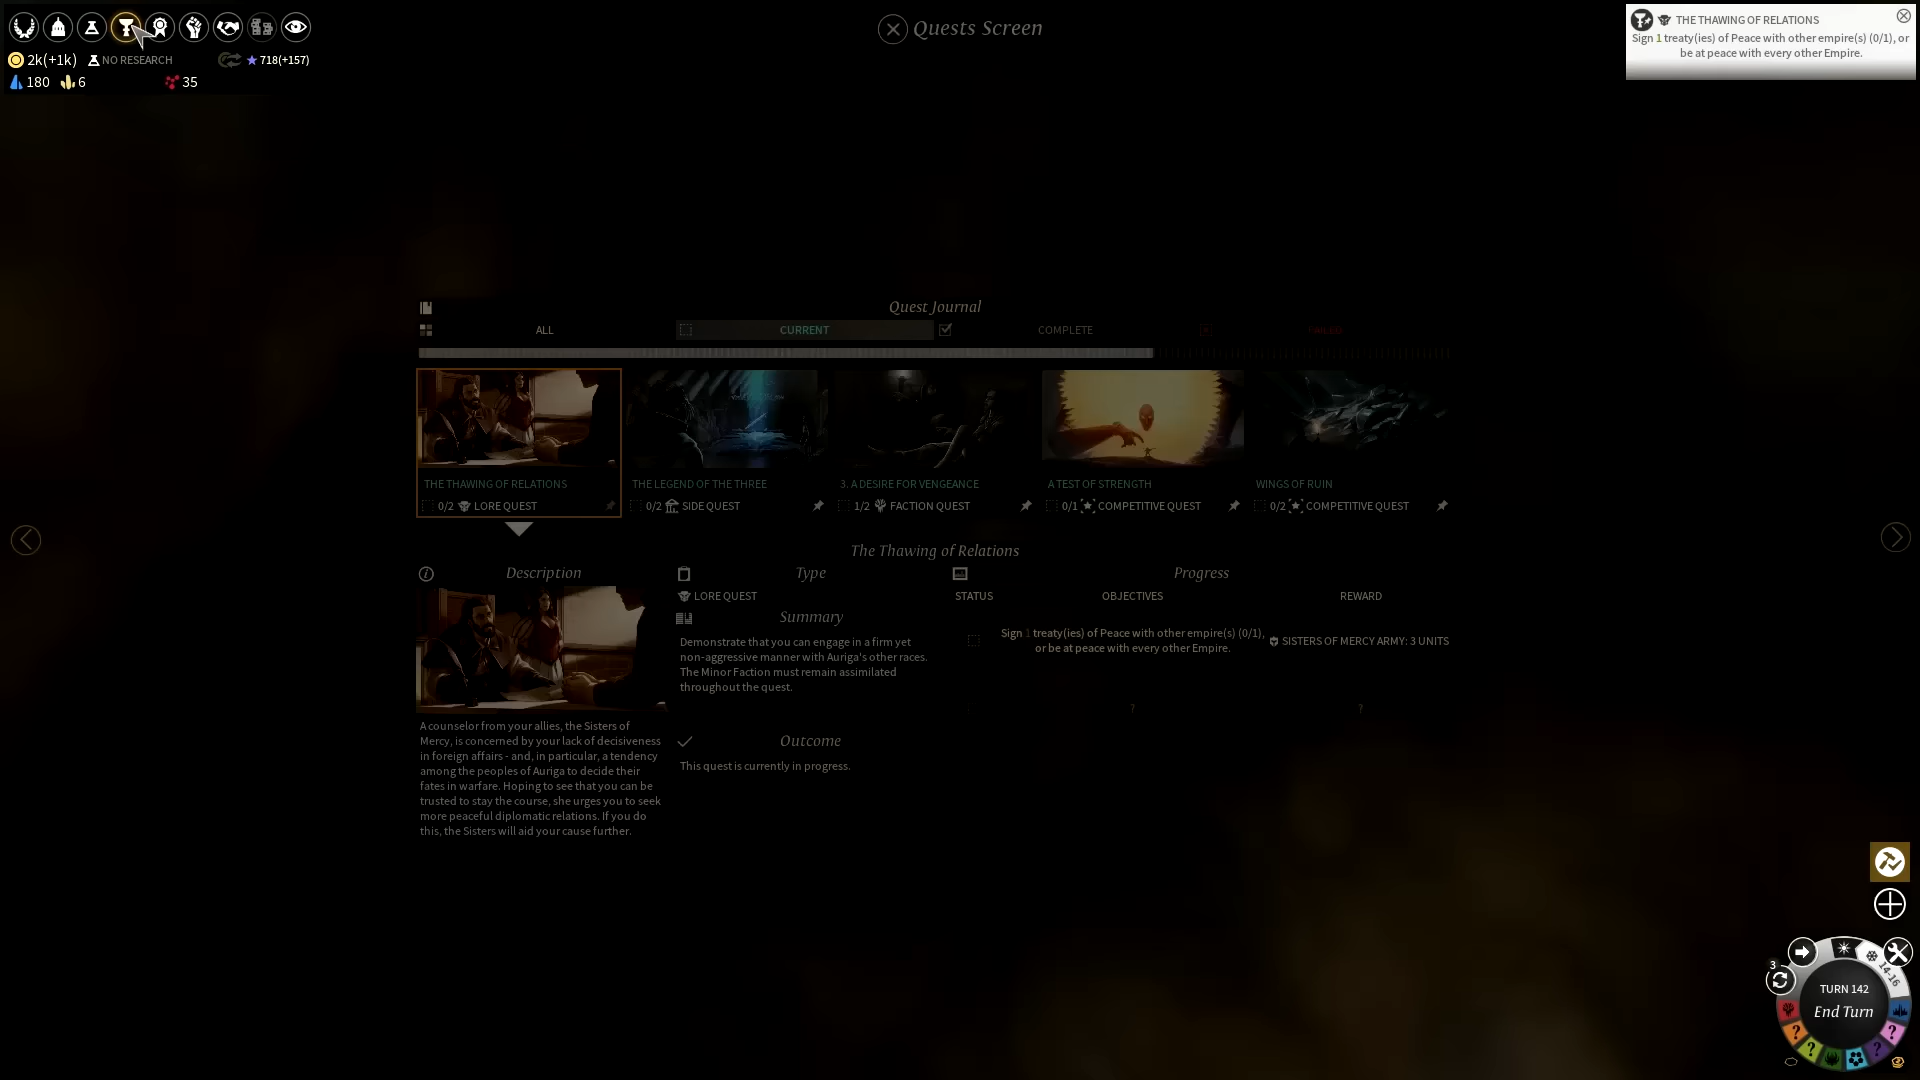 Quests Screen
2k(+1k)
NO RESEARCH
718(+157)
180
6
35
THE THAWING OF RELATIONS
Sign 1 treaty(ies) of Peace with other empire(s) (0/1), or
be at peace with every other Empire.
Quest Journal
ALL
CURRENT
COMPLETE
THE THAWING OF RELATIONS
THE LEGEND OF THE THREE
3. A DESIRE FOR VENGEANCE
A TEST OF STRENGTH
WINGS OF RUIN
0/2 LORE QUEST
0/2 SIDE QUEST
1/2 FACTION QUEST
0/1 COMPETITIVE QUEST
0/2 COMPETITIVE QUEST
The Thawing of Relations
Description
Type
Progress
LORE QUEST
STATUS
OBJECTIVES
REWARD
Summary
Demonstrate that you can engage in a firm yet
non-aggressive manner with Auriga's other races.
The Minor Faction must remain assimilated
throughout the quest.
Sign 1 treaty(ies) of Peace with other empire(s) (0/1),
or be at peace with every other Empire.
SISTERS OF MERCY ARMY: 3 UNITS
?
?
Outcome
This quest is currently in progress.
A counselor from your allies, the Sisters of
Mercy, is concerned by your lack of decisiveness
in foreign affairs - and, in particular, a tendency
among the peoples of Auriga to decide their
fates in warfare. Hoping to see that you can be
trusted to stay the course, she urges you to seek
more peaceful diplomatic relations. If you do
this, the Sisters will aid your cause further.
3
14-16
TURN 142
End Turn
?
?
?
?